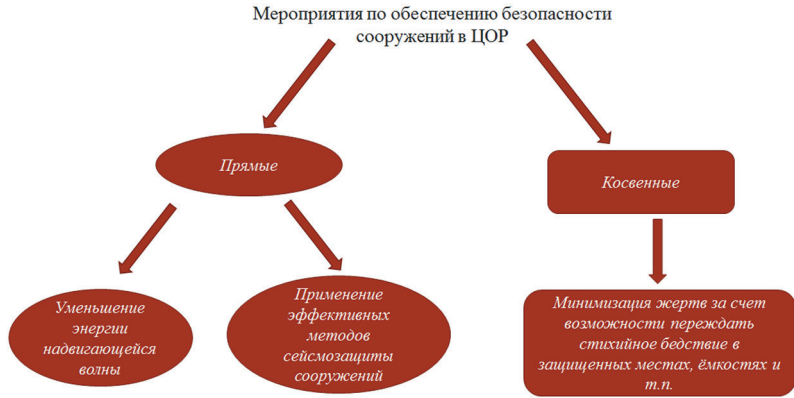 Мероприятия по обеспечению безопасности
сооружений в ЦОР
Прямые
Косвенные
Уменьшение
энергии
надвигающейся
волны
Применение
эффективных
методов
сейсмозащиты
сооружений
Минимизация жертв за счет
возможности переждать
стихийное бедствие в
защищенных местах, ёмкостях и
т.п.